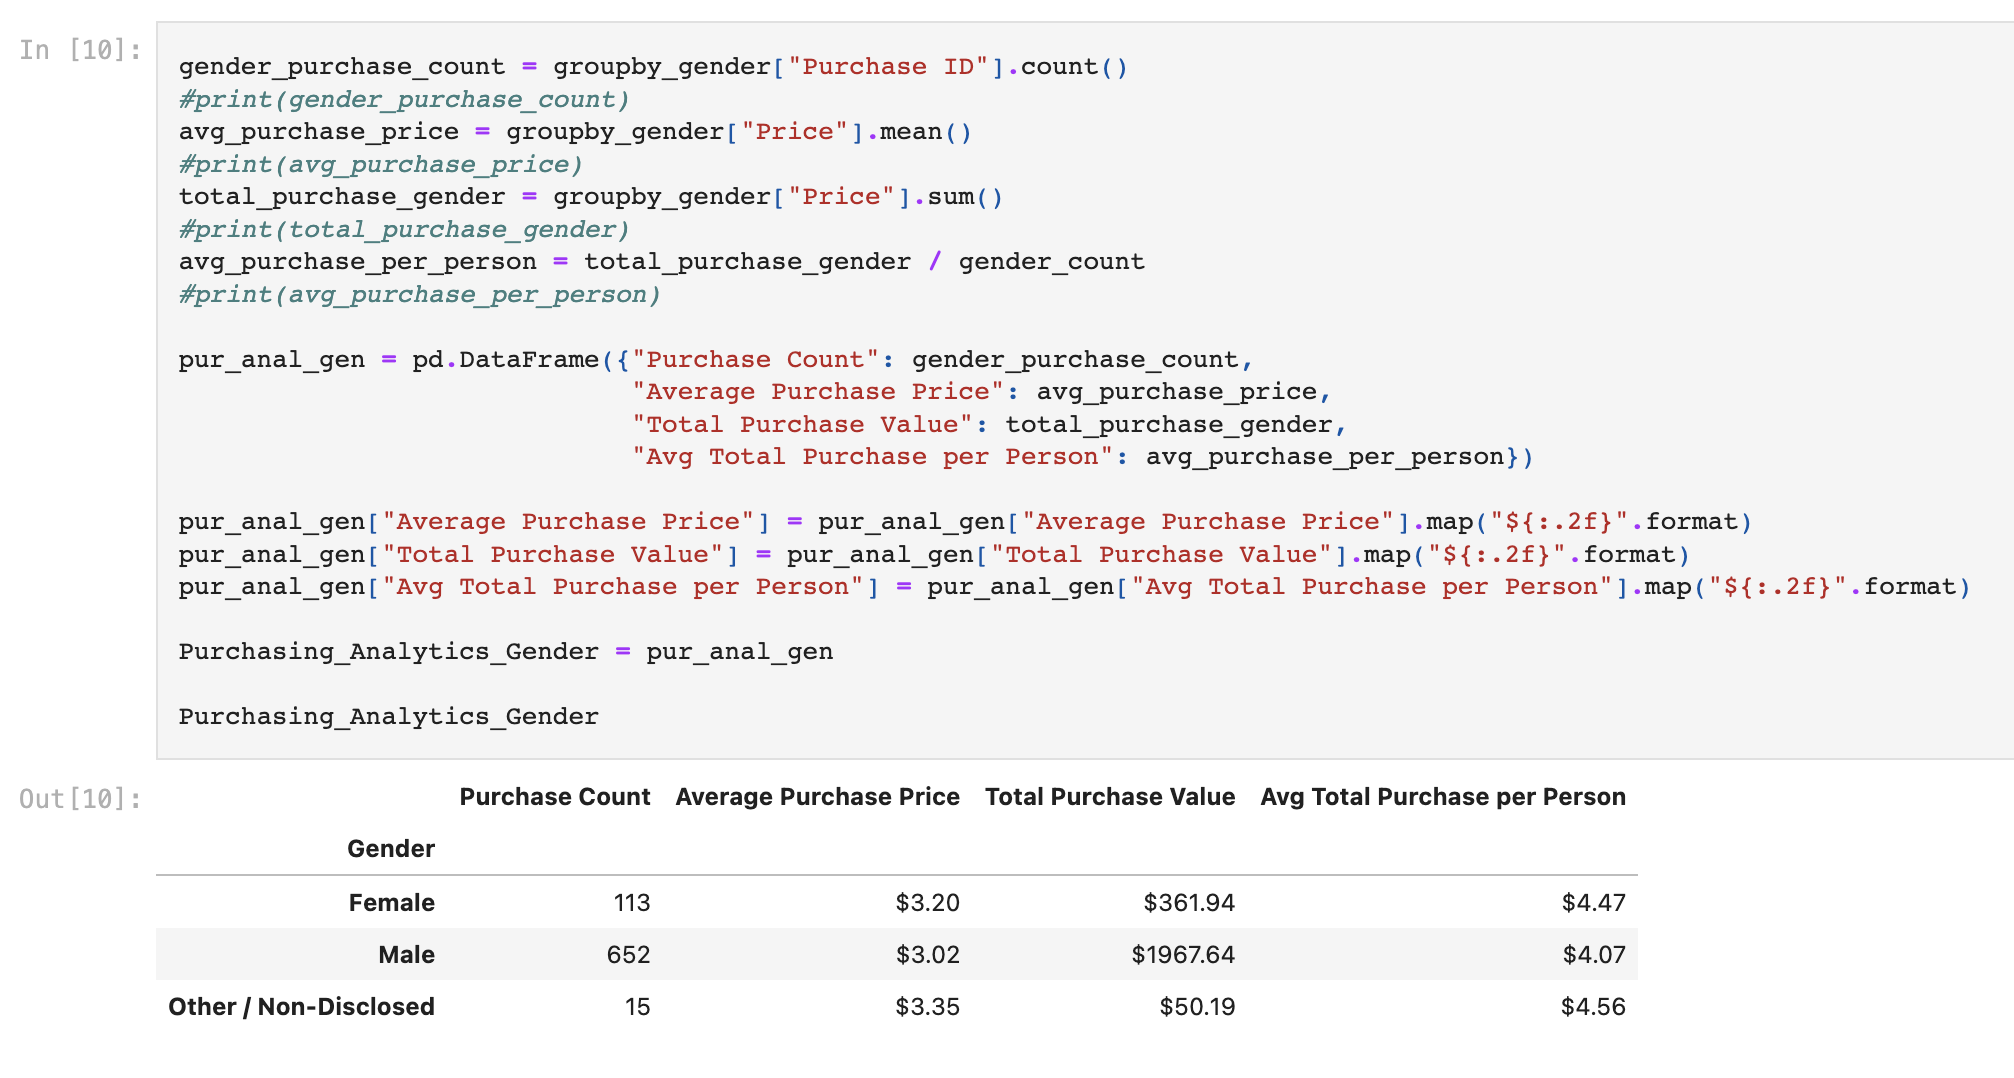 In [10]:
gender_purchase_count = groupby_gender["Purchase ID"].count()
#print(gender_purchase_count)
avg_purchase_price = groupby_gender["Price"].mean()
#print(avg_purchase_price)
total_purchase_gender = groupby_gender["Price"].sum()
#print(total_purchase_gender)
avg_purchase_per_person = total_purchase_gender / gender_count
#print(avg_purchase_per_person)
pur_anal_gen = pd.DataFrame({"Purchase Count": gender_purchase_count,
"Average Purchase Price": avg_purchase_price,
"Total Purchase Value": total_purchase_gender,
"Avg Total Purchase per Person": avg_purchase_per_person})
pur_anal_gen["Average Purchase Price"] = pur_anal_gen["Average Purchase Price"].map("${:.2f}".format)
pur_anal_gen["Total Purchase Value"] = pur_anal_gen["Total Purchase Value"].map("${:.2f}".format)
pur_anal_gen["Avg Total Purchase per Person"] = pur_anal_gen["Avg Total Purchase per Person"].map("${:.2f}".format)
Purchasing_Analytics_Gender = pur_anal_gen
Purchasing_Analytics_Gender
Out[10]:
Purchase Count Average Purchase Price Total Purchase Value Avg Total Purchase per Person
Gender
Female 113 $3.20 $361.94 $4.47
Male 652 $3.02 $1967.64 $4.07
Other / Non-Disclosed 15 $3.35 $50.19 $4.56